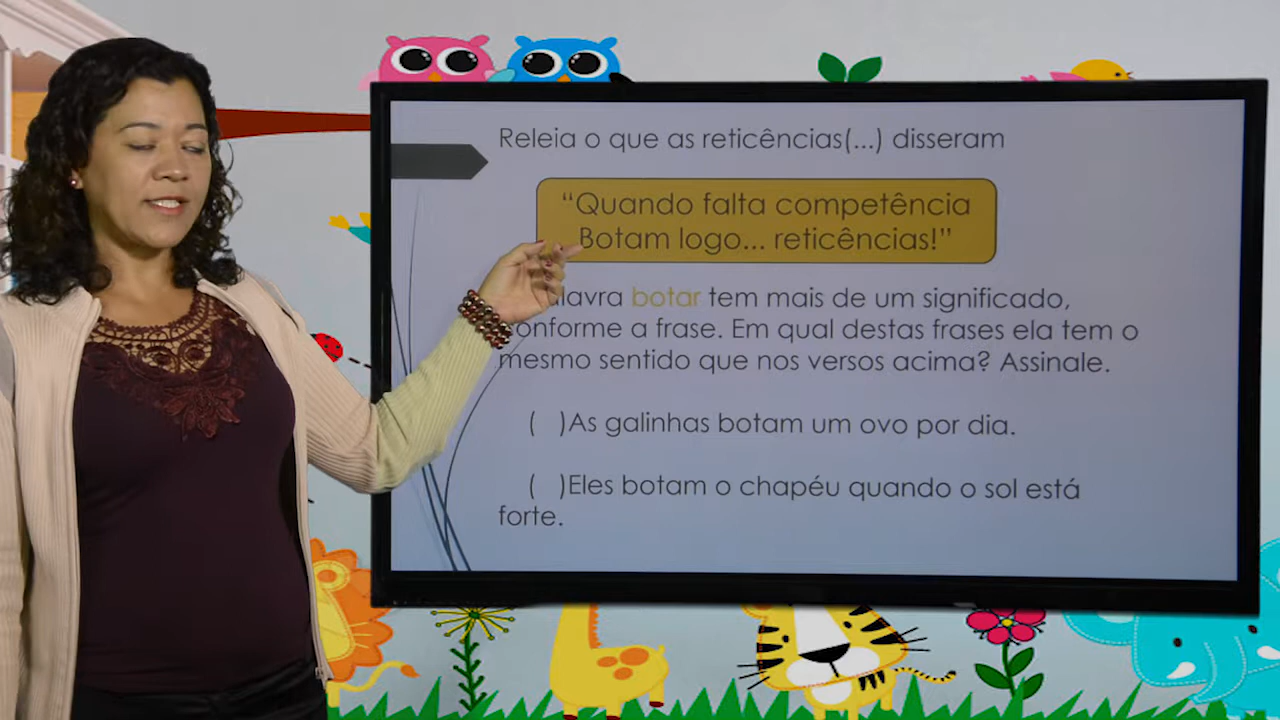 Releia o que as reticências(...) disseram
“Quando falta competência
Botam logo... reticências!”
botar tem mais de um significado,
conforme a frase. Em qual destas frases ela tem o
mesmo sentido que nos versos acima? Assinale.
( )As galinhas botam um ovo por dia.
( )Eles botam o chapéu quando o sol está
forte.